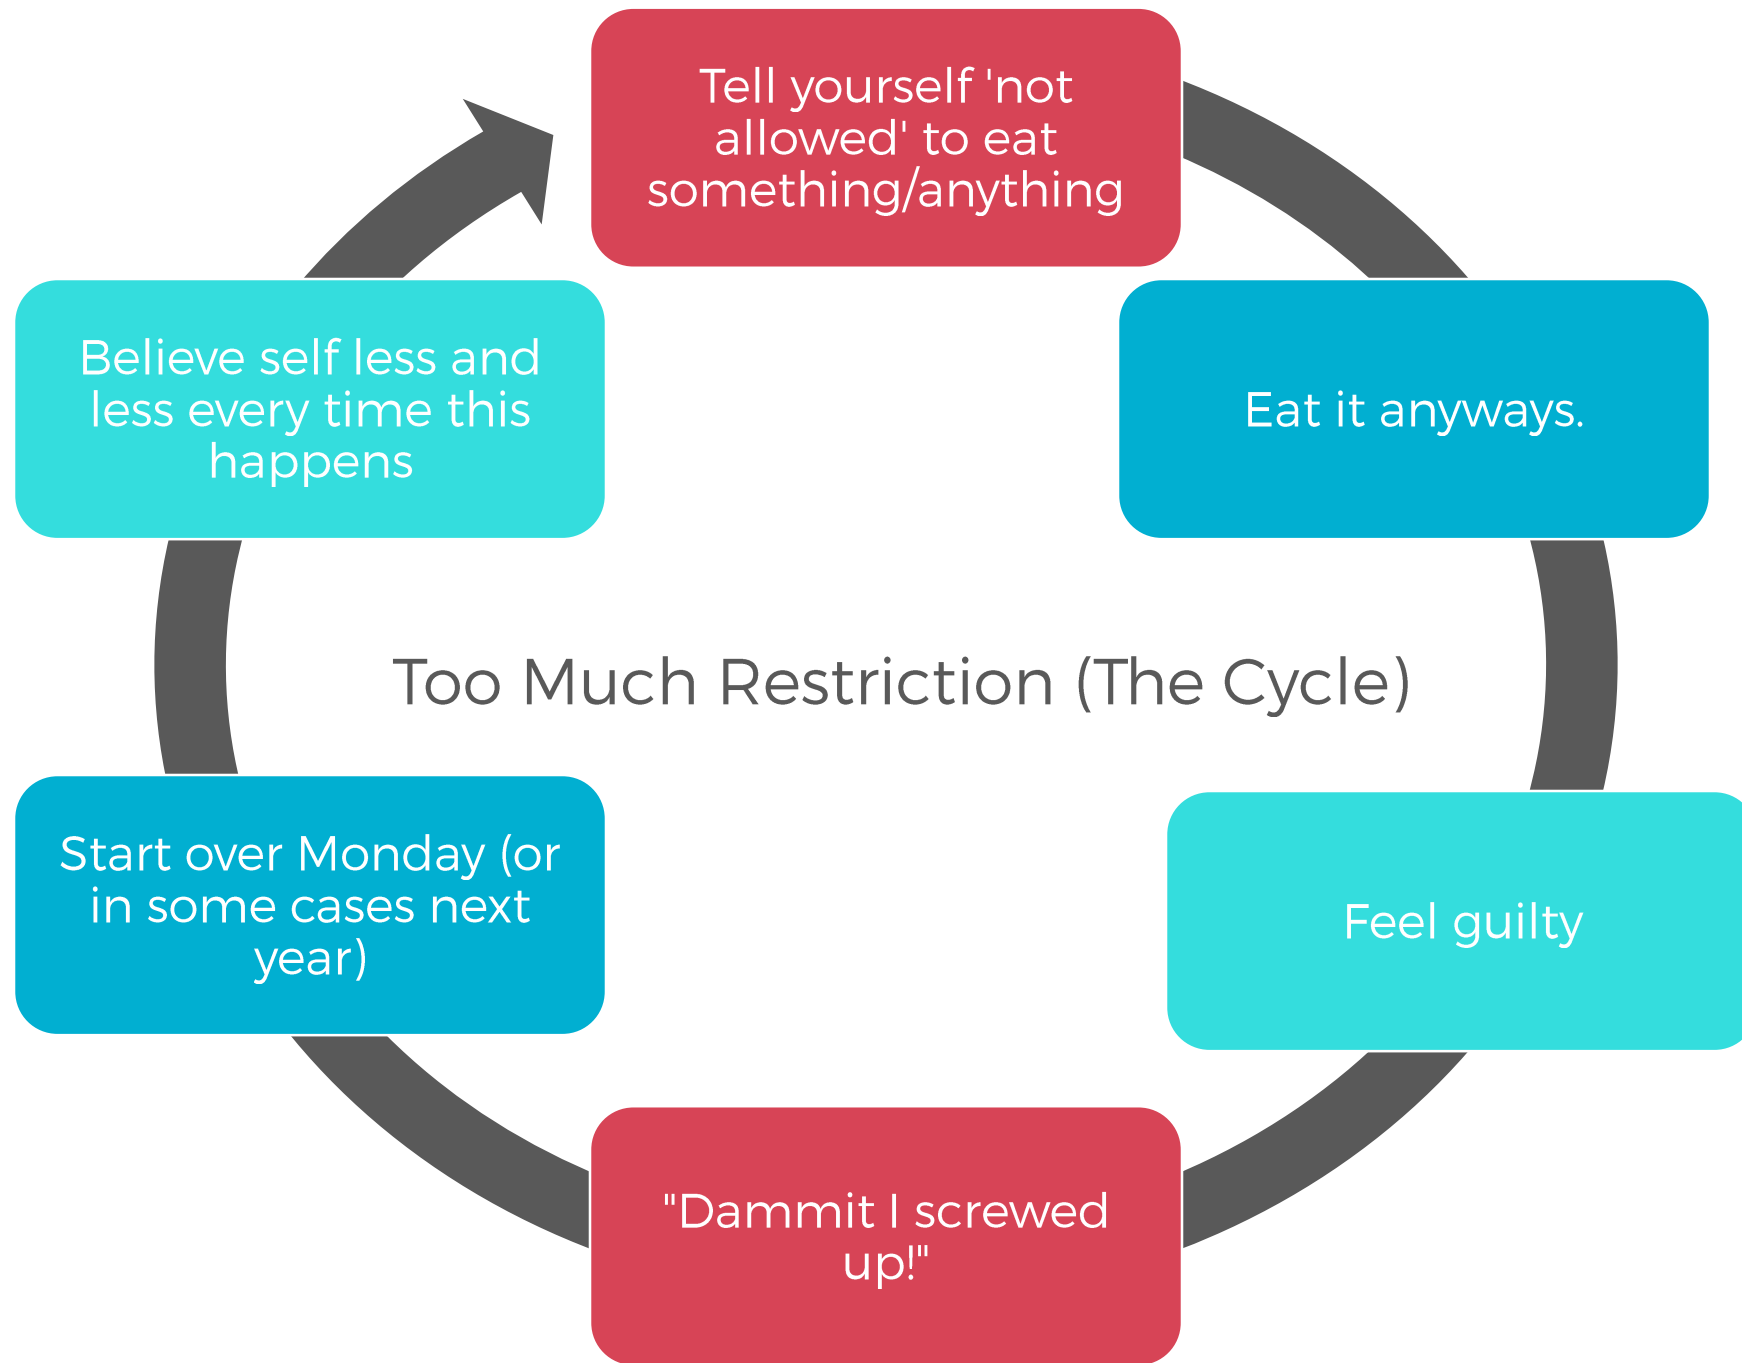 Tell yourself 'not
allowed' to eat
something/anything
Eat it anyways.
Feel guilty
"Dammit I screwed
up!"
Start over Monday (or
in some cases next
year)
Believe self less and
less every time this
happens
Too Much Restriction (The Cycle)